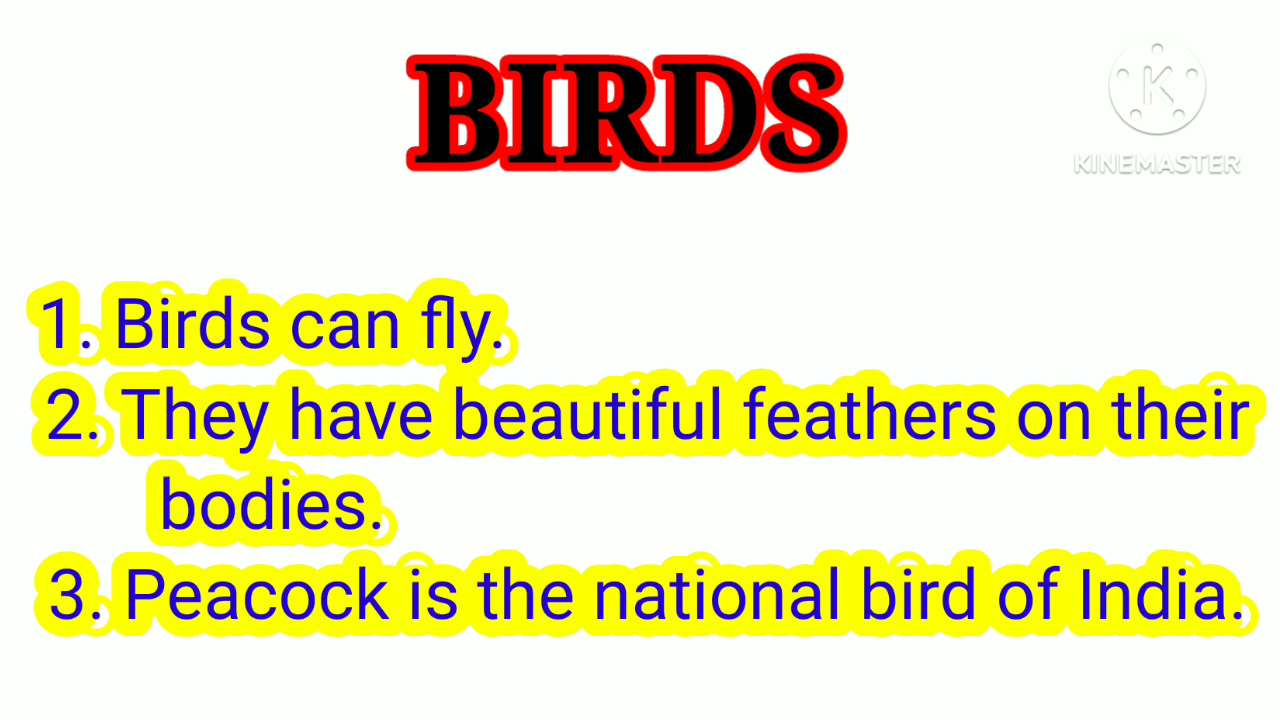 BIRDS
K
KINEMASTER
1. Birds can fly.
2. They have beautiful feathers on their
bodies.
3. Peacock is the national bird of India.